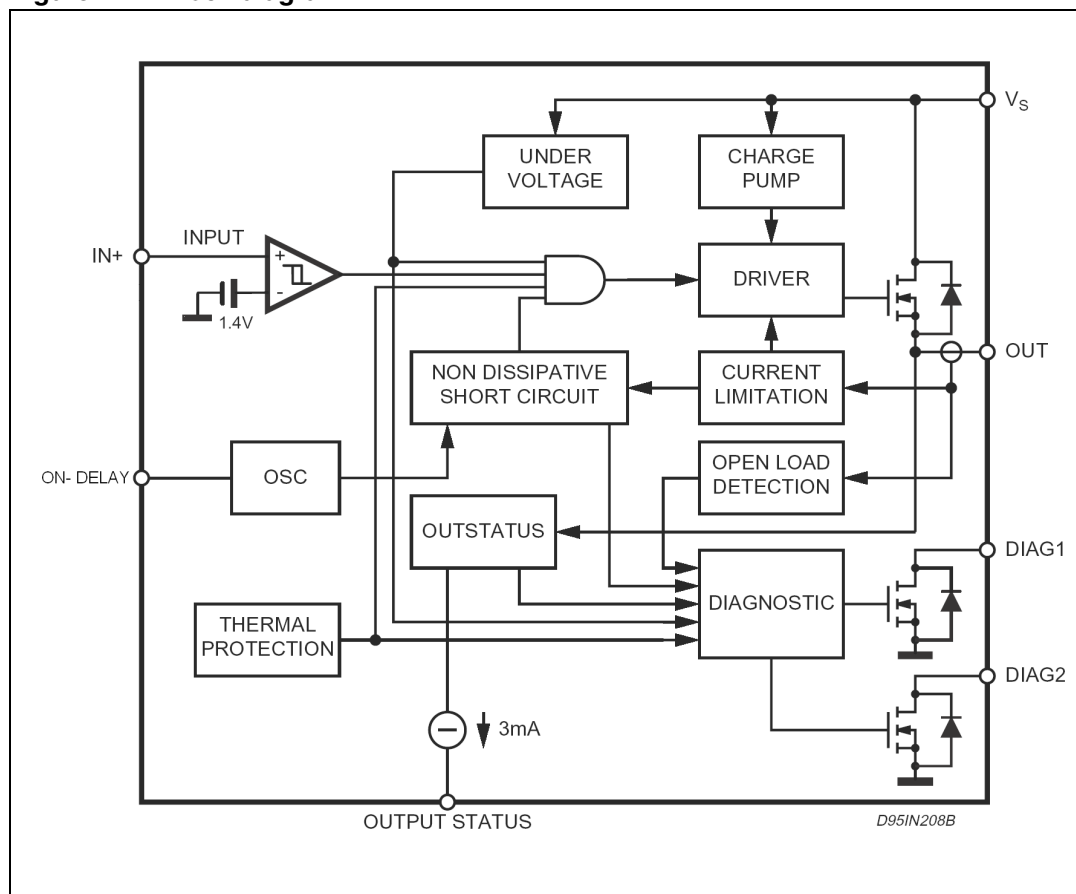 V_S
UNDER
VOLTAGE
CHARGE
PUMP
INPUT
IN+
+
-
1.4V
DRIVER
OUT
NON DISSIPATIVE
SHORT CIRCUIT
CURRENT
LIMITATION
ON- DELAY
OSC
OPEN LOAD
DETECTION
OUTSTATUS
DIAG1
DIAGNOSTIC
THERMAL
PROTECTION
DIAG2
3mA
OUTPUT STATUS
D95IN208B